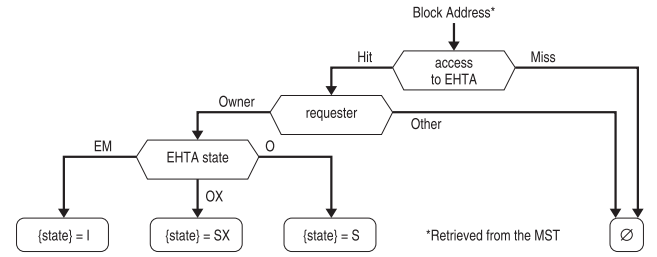 Block Address*
Hit
access
to EHTA
Miss
Owner
requester
Other
EM
EHTA state
O
OX
{state} = I
{state} = SX
{state} = S
*Retrieved from the MST
∅